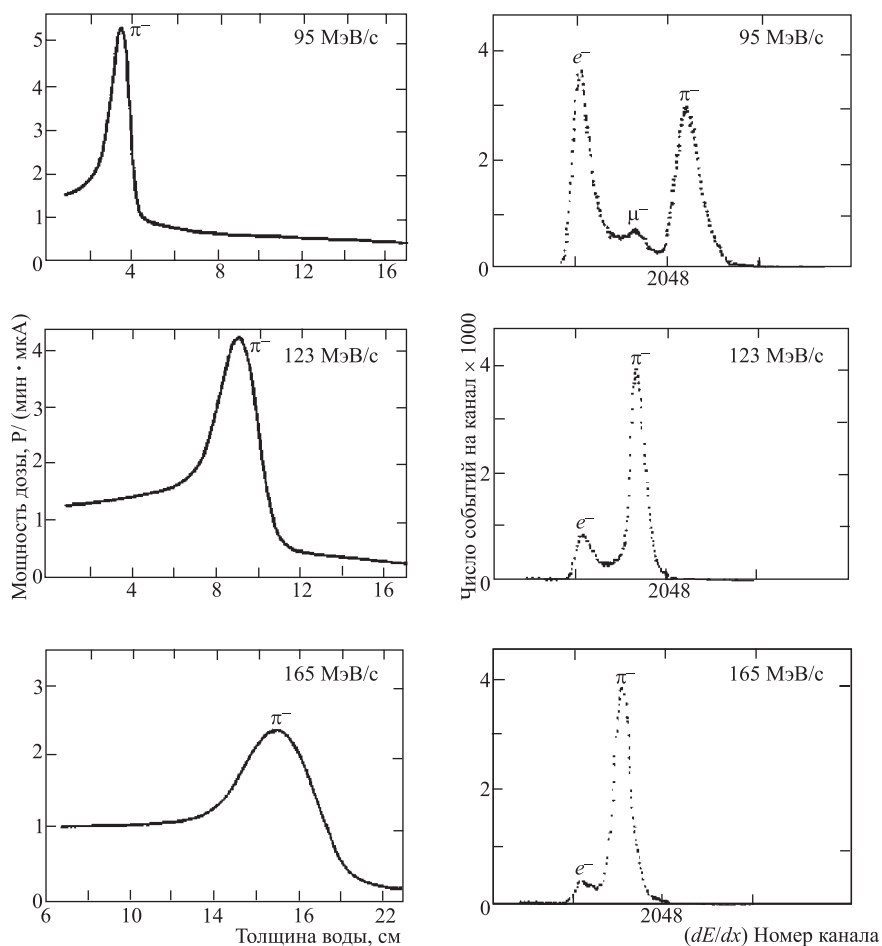 5
4
3
2
1
0
4
8
12
16
π⁻
95 МэВ/с
4
2
0
2048
e⁻
μ⁻
π⁻
95 МэВ/с
4
3
2
1
0
4
8
12
16
π⁻
123 МэВ/с
4
2
0
2048
e⁻
π⁻
123 МэВ/с
Мощность дозы, Р/ (мин · мкА)
Число событий на канал × 1000
3
2
1
0
6
10
14
18
22
π⁻
165 МэВ/с
Толщина воды, см
4
2
0
2048
e⁻
π⁻
165 МэВ/с
(dE/dx) Номер канала